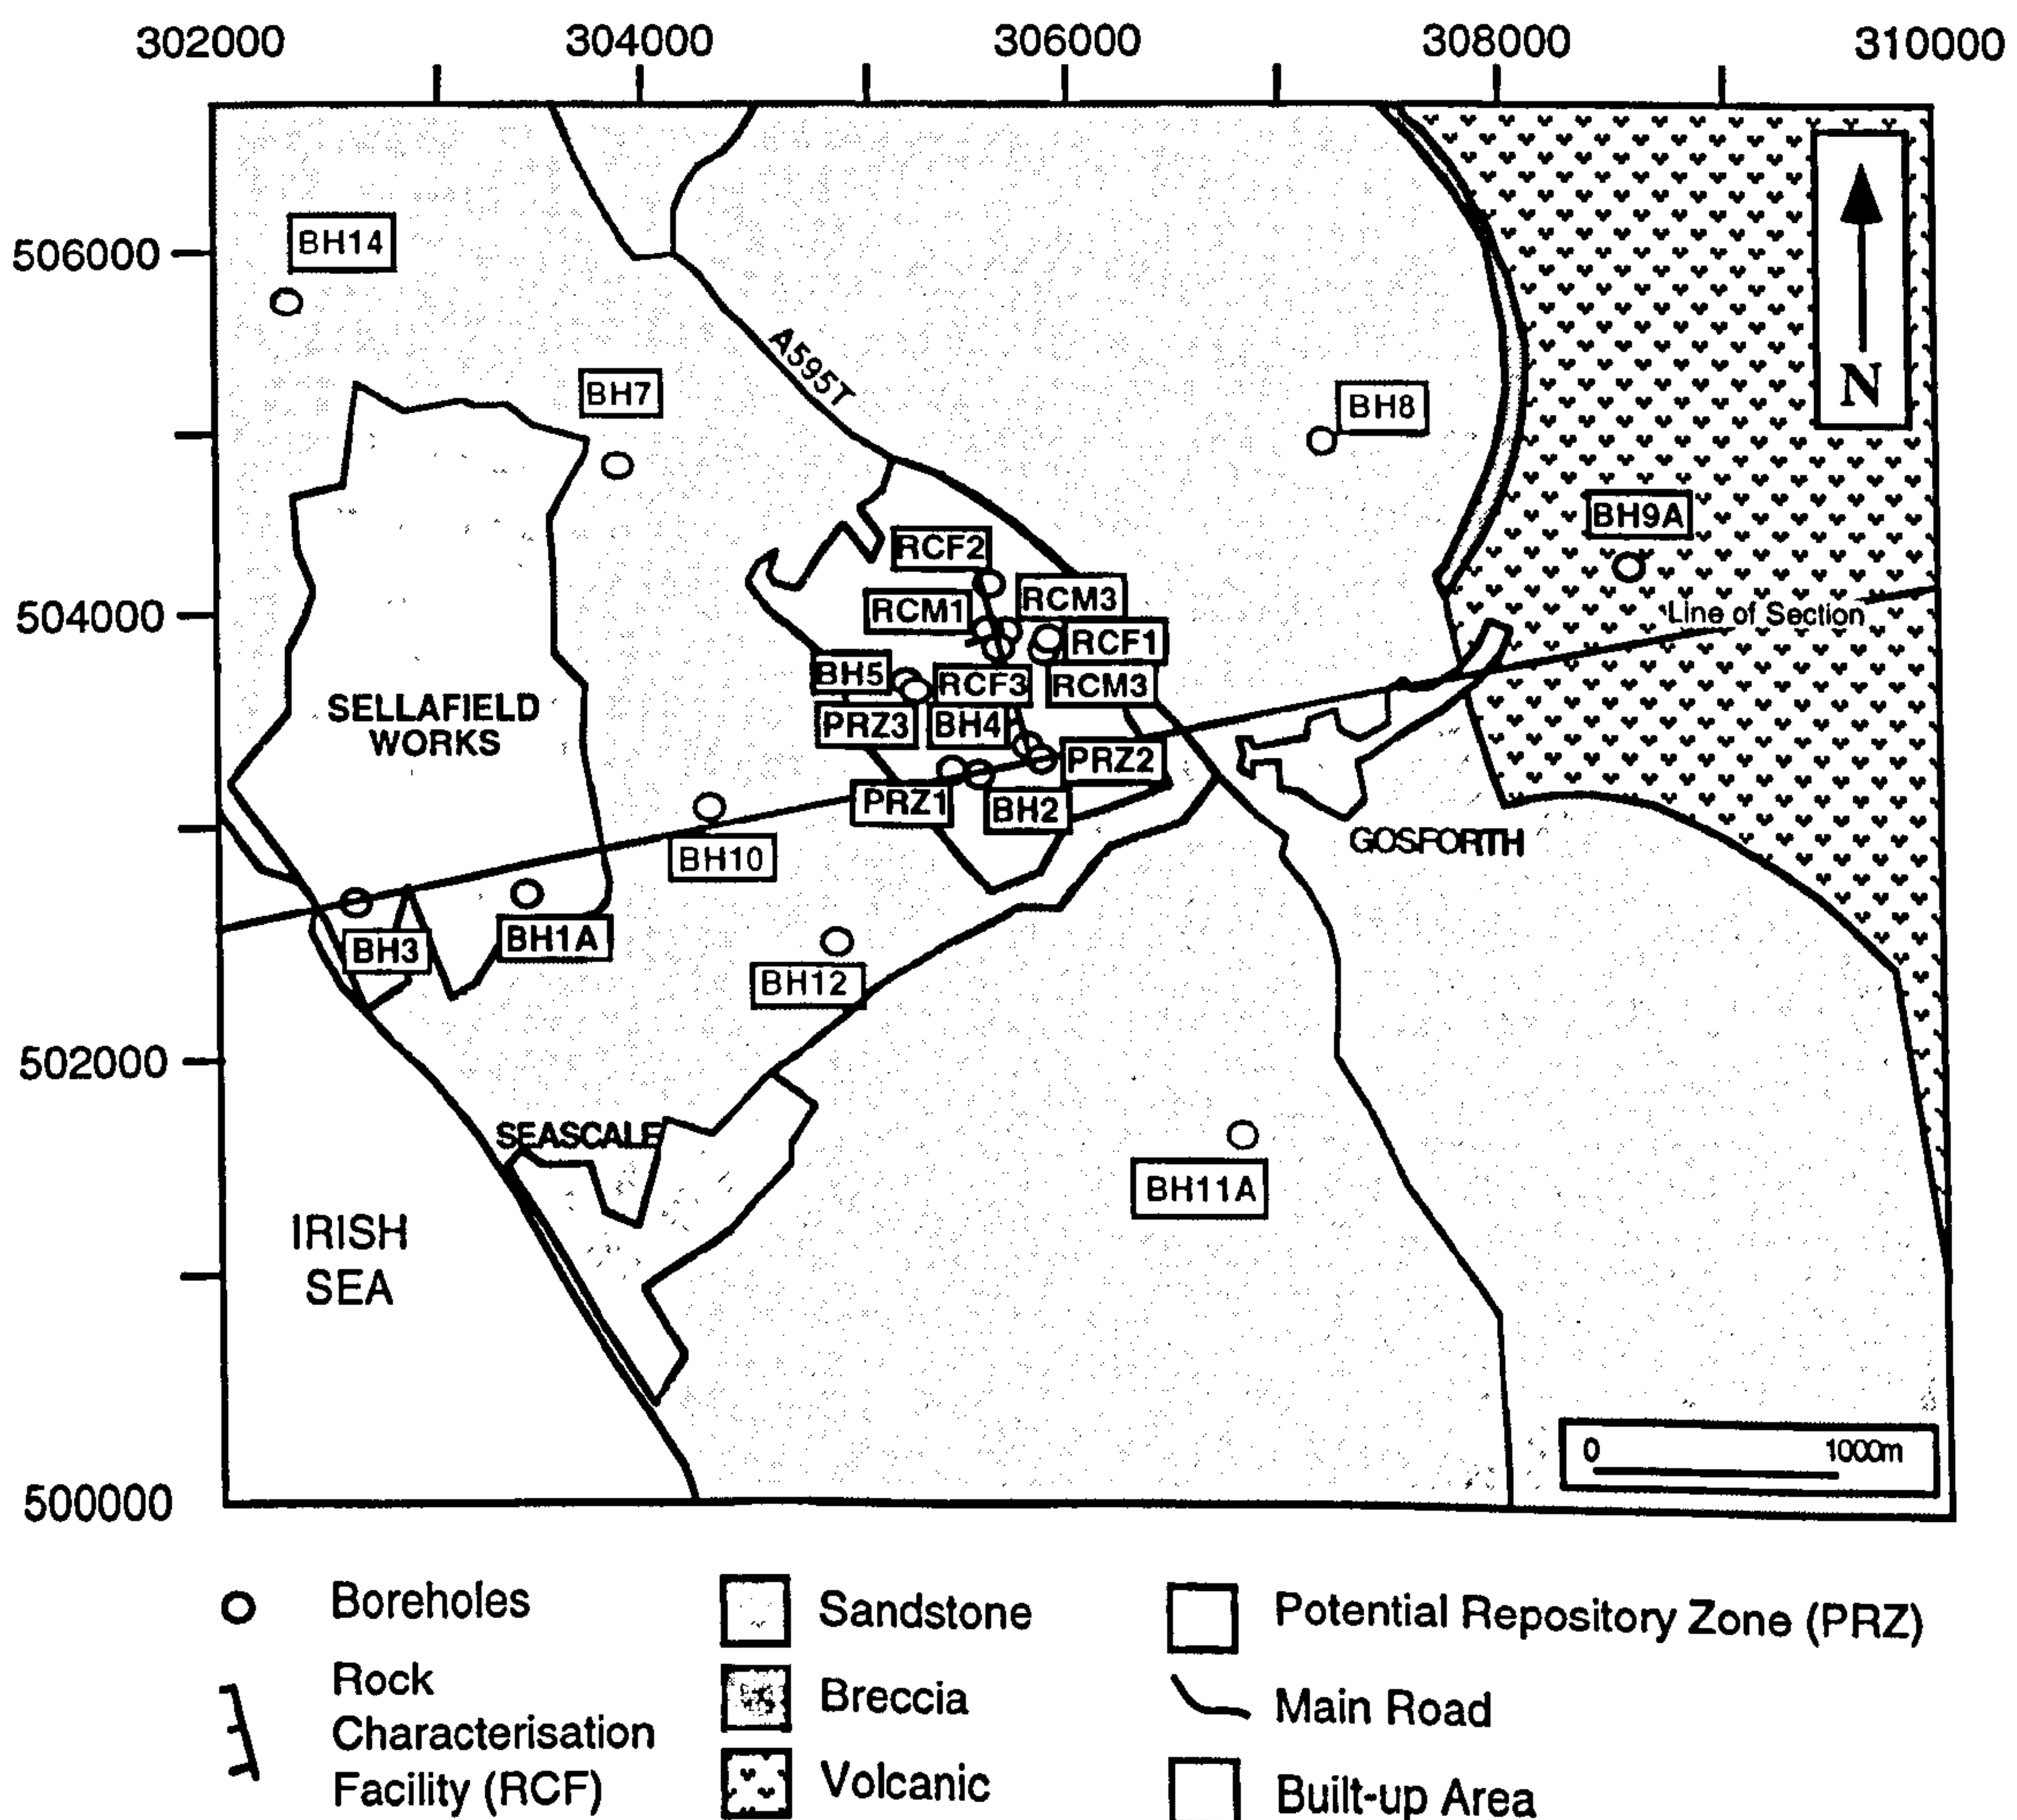 302000 304000 306000 308000 310000
506000
504000
502000
500000
BH14
BH7
A595T
BH8
N
BH9A
RCF2
RCM3
RCM1
RCF1
Line of Section
BH5
RCF3
RCM3
SELLAFIELD
WORKS
PRZ3
BH4
PRZ2
PRZ1
BH2
GOSFORTH
BH10
BH3
BH1A
BH12
SEASCALE
BH11A
IRISH
SEA
0 1000m
Boreholes
Rock
Characterisation
Facility (RCF)
Sandstone
Breccia
Volcanic
Potential Repository Zone (PRZ)
Main Road
Built-up Area